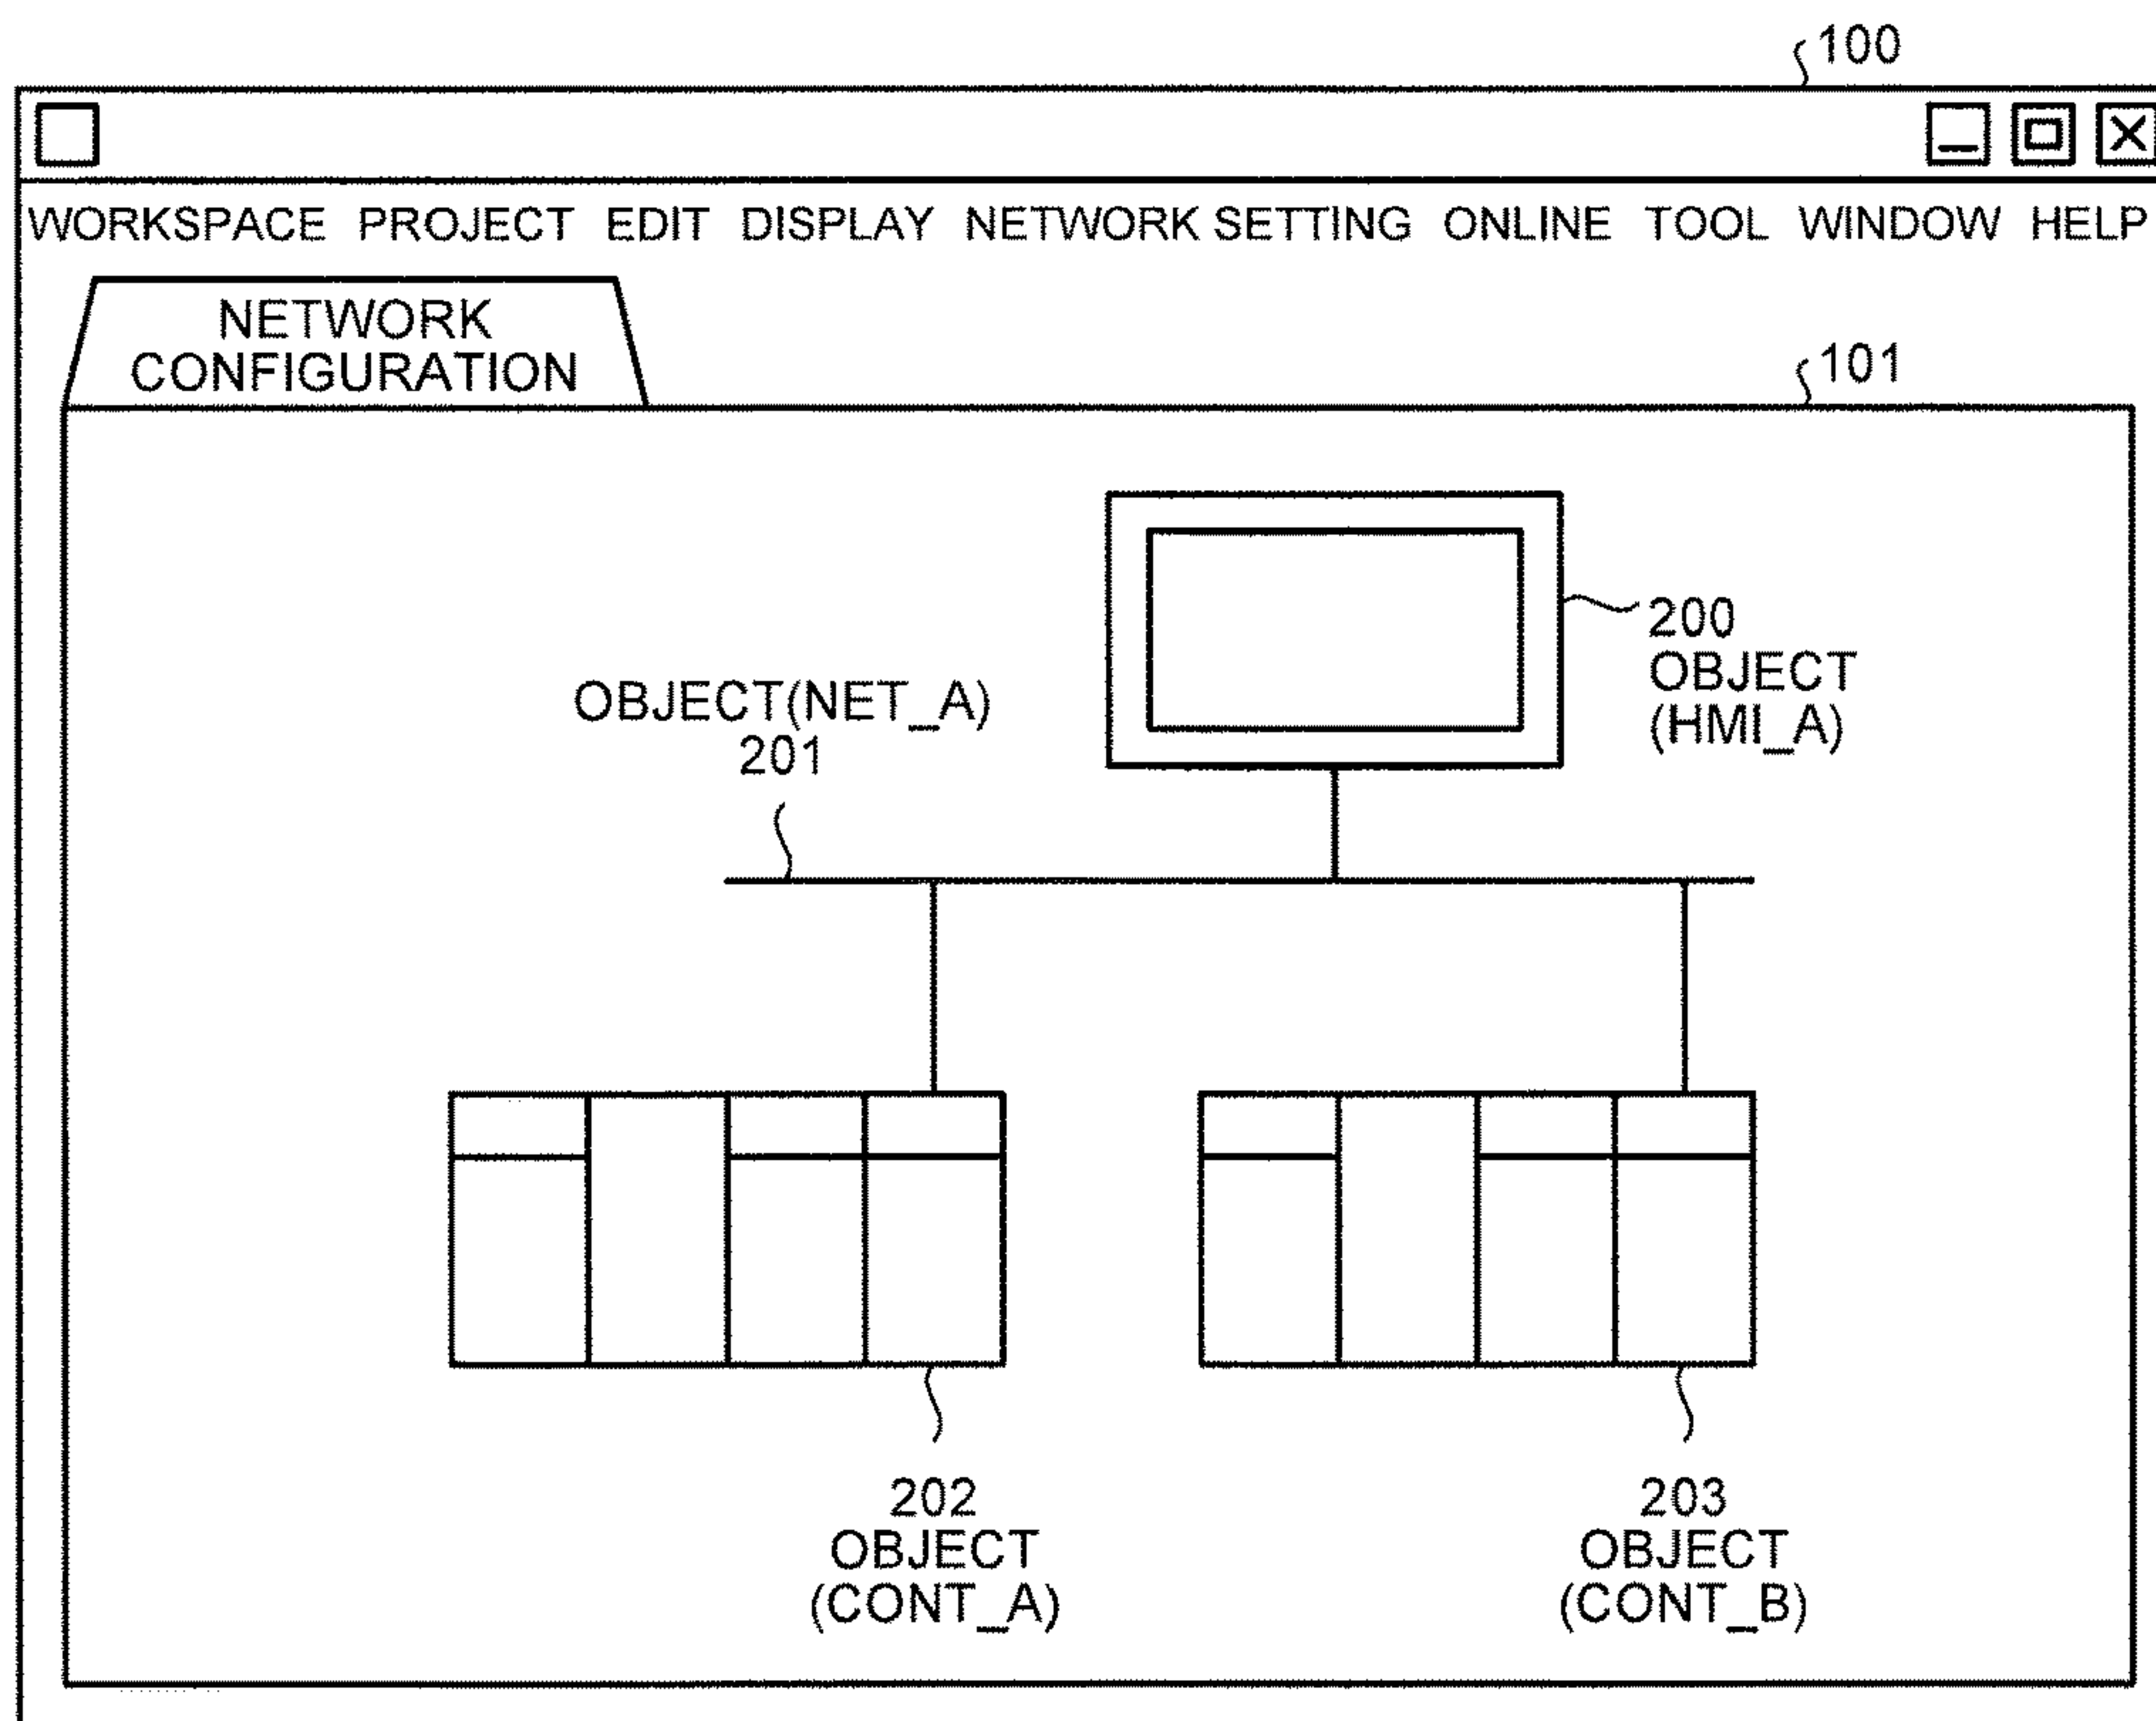 100
WORKSPACE PROJECT EDIT DISPLAY NETWORK SETTING ONLINE TOOL WINDOW HELP
NETWORK
CONFIGURATION
101
200
OBJECT
(HMI_A)
OBJECT(NET_A)
201
202
OBJECT
(CONT_A)
203
OBJECT
(CONT_B)